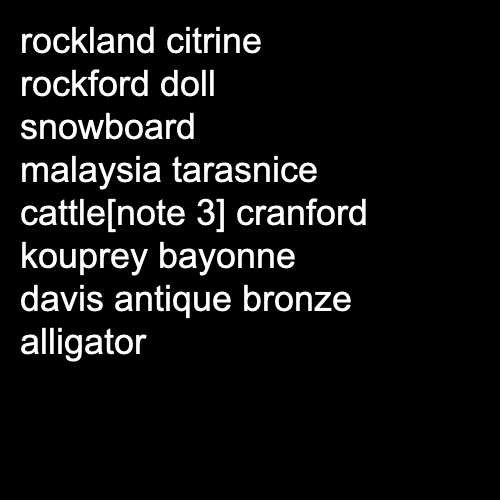 rockland citrine
rockford doll
snowboard
malaysia tarasnice
cattle[note 3] cranford
kouprey bayonne
davis antique bronze
alligator